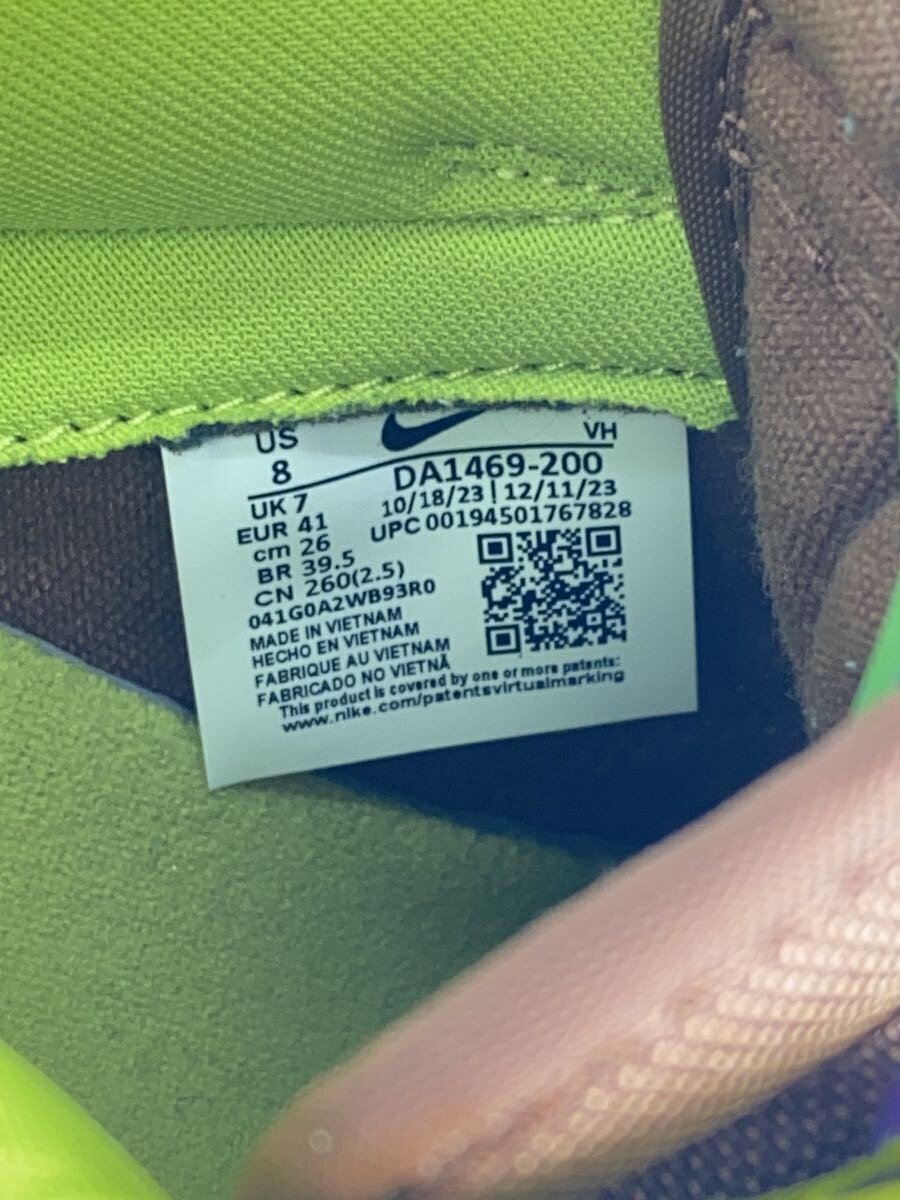 US
8
VH
DA1469-200
10/18/23 | 12/11/23
UPC 00194501767828
UK 7
EUR 41
cm 26
BR 39.5
CN 260(2.5)
041G0A2WB93R0
MADE IN VIETNAM
HECHO EN VIETNAM
FABRIQUE AU VIETNAM
FABRICADO NO VIETNÃ
This product is covered by one or more patents:
www.nike.com/patentsvirtualmarking